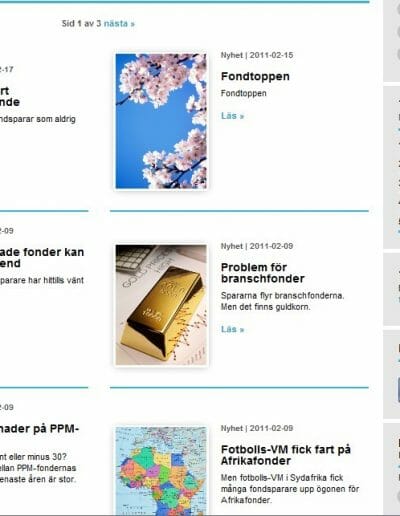 Sid 1 av 3 nästa »
-17
rt
nde
ndsparar som aldrig
Nyhet | 2011-02-15
Fondtoppen
Fondtoppen
Läs »
-09
ade fonder kan
end
parare har hittills vänt
Nyhet | 2011-02-09
Problem för
branschfonder
Spararna flyr branschfonderna.
Men det finns guldkorn.
Läs »
-09
nader på PPM-
nt eller minus 30?
ellan PPM-fondernas
enaste åren är stor.
Nyhet | 2011-02-09
Fotbolls-VM fick fart på
Afrikafonder
Men fotbolls-VM i Sydafrika fick
många fondsparare upp ögonen för
Afrikafonder.